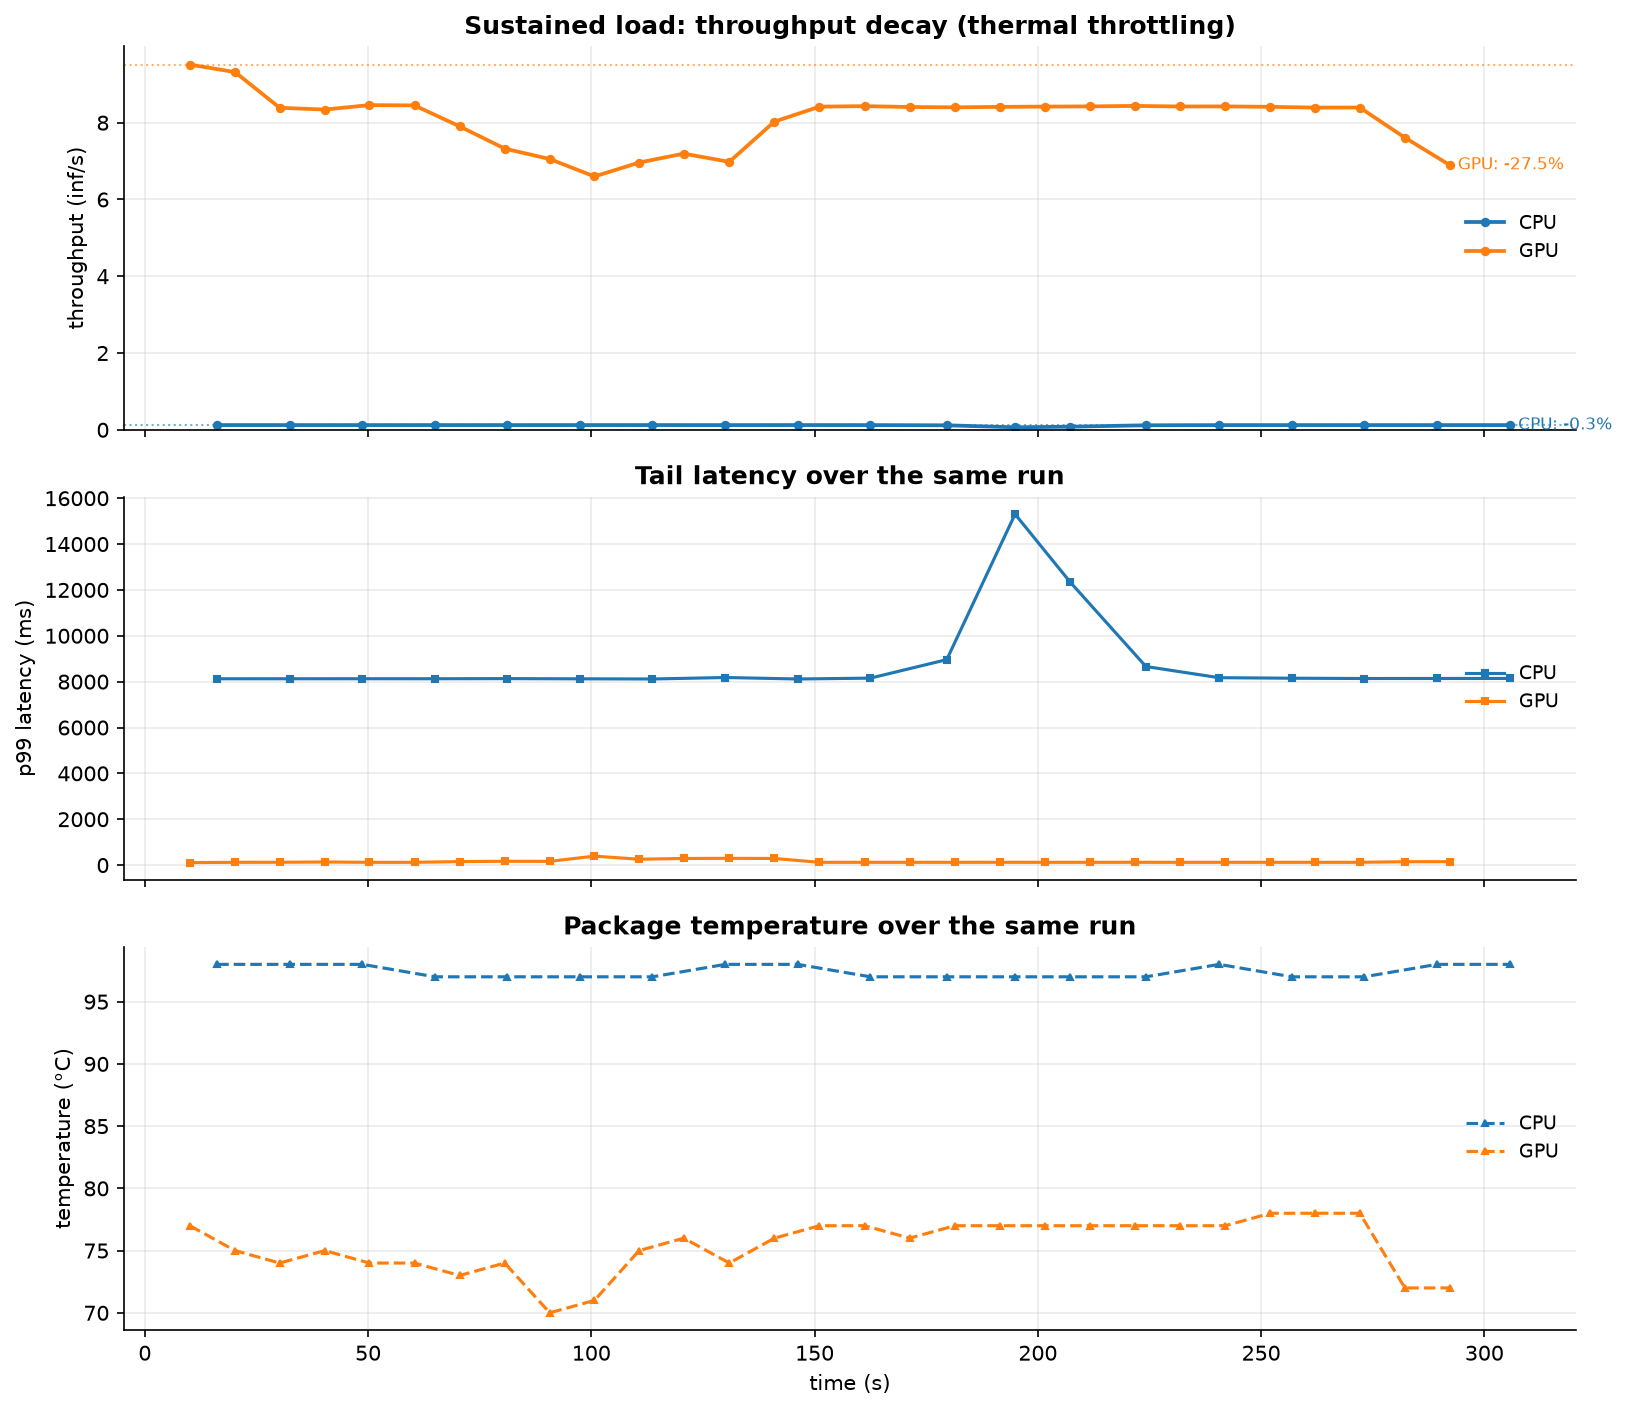 Sustained load: throughput decay (thermal throttling)
throughput (inf/s)
8
6
4
2
0
GPU: -27.5%
CPU
GPU
CPU: -0.3%
Tail latency over the same run
p99 latency (ms)
16000
14000
12000
10000
8000
6000
4000
2000
0
CPU
GPU
Package temperature over the same run
temperature (°C)
95
90
85
80
75
70
CPU
GPU
0 50 100 150 200 250 300
time (s)